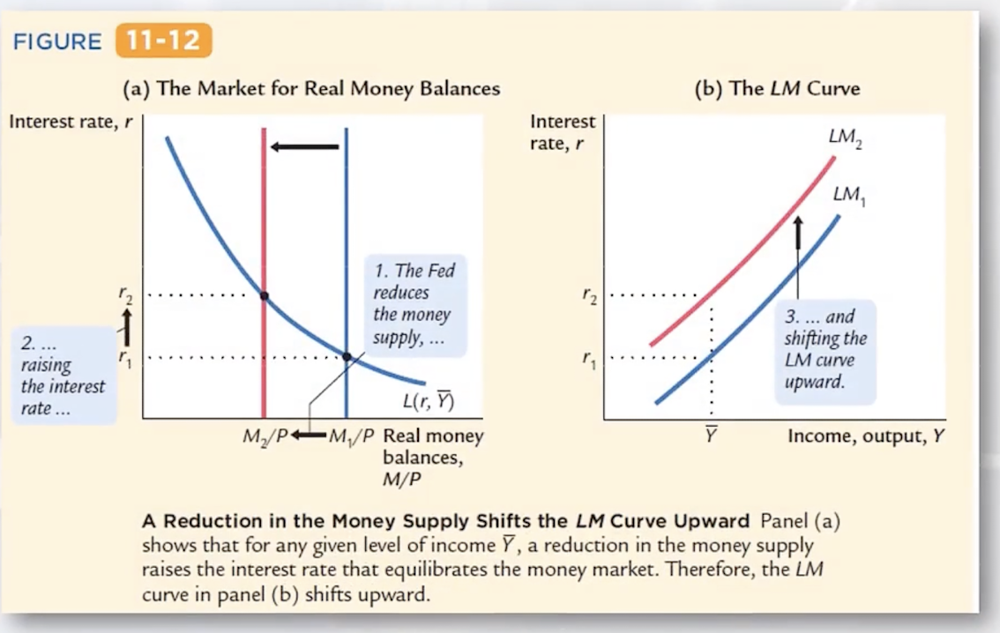 FIGURE 11-12
(a) The Market for Real Money Balances
Interest rate, r
r₂
r₁
1. The Fed
reduces
the money
supply, ...
2. ...
raising
the interest
rate ...
L(r, Y̅)
M₂/P
M₁/P
Real money
balances,
M/P
(b) The LM Curve
Interest
rate, r
LM₂
LM₁
r₂
r₁
3. ... and
shifting the
LM curve
upward.
Y̅
Income, output, Y
A Reduction in the Money Supply Shifts the LM Curve Upward Panel (a)
shows that for any given level of income Y̅, a reduction in the money supply
raises the interest rate that equilibrates the money market. Therefore, the LM
curve in panel (b) shifts upward.